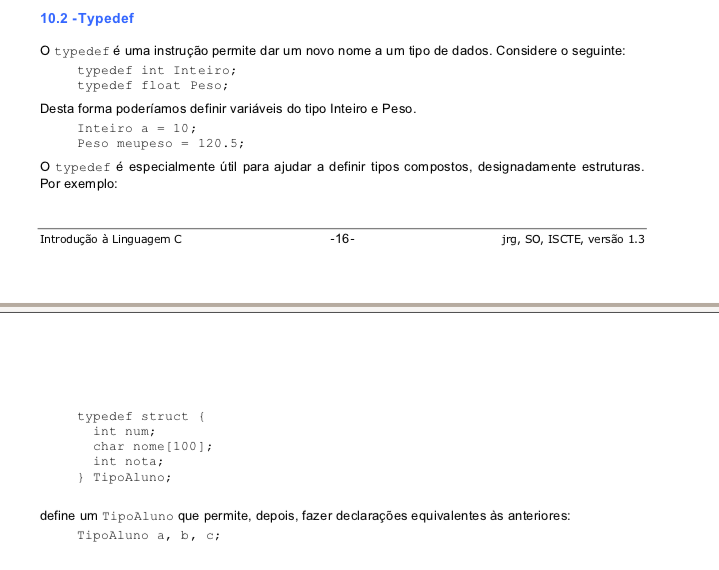 10.2 -Typedef
O typedef é uma instrução permite dar um novo nome a um tipo de dados. Considere o seguinte:
typedef int Inteiro;
typedef float Peso;
Desta forma poderíamos definir variáveis do tipo Inteiro e Peso.
Inteiro a = 10;
Peso meupeso = 120.5;
O typedef é especialmente útil para ajudar a definir tipos compostos, designadamente estruturas.
Por exemplo:
Introdução à Linguagem C -16- jrg, SO, ISCTE, versão 1.3
typedef struct {
int num;
char nome[100];
int nota;
} TipoAluno;
define um TipoAluno que permite, depois, fazer declarações equivalentes às anteriores:
TipoAluno a, b, c;